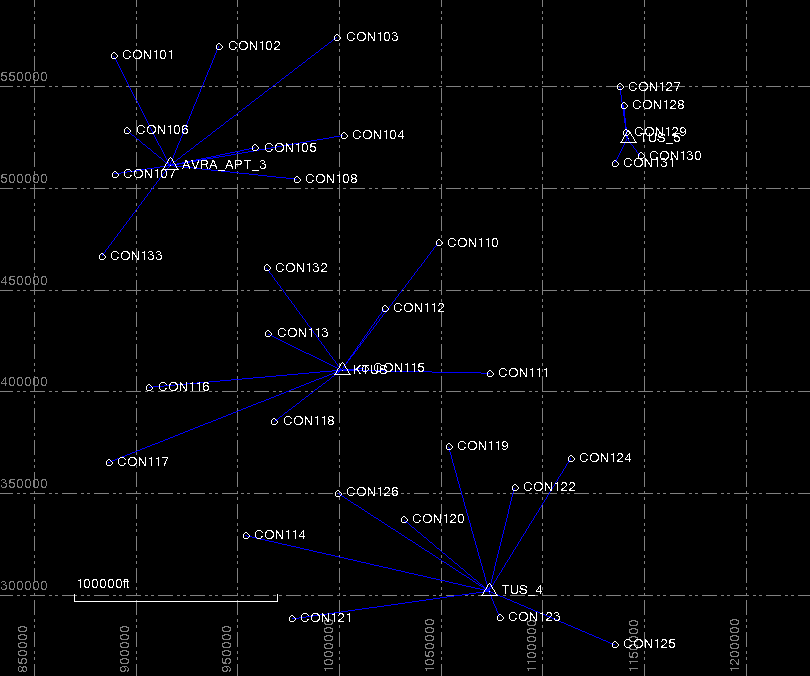 CON103
CON102
CON101
550000
CON127
CON128
CON106
CON129
CON104
TUS_5
CON105
CON130
CON131
AVRA_APT_3
CON107
500000
CON108
CON110
CON133
CON132
450000
CON112
CON113
KTUS
CON115
CON111
400000
CON116
CON118
CON119
CON124
CON117
350000
CON122
CON126
CON120
CON114
100000ft
300000
TUS_4
CON121
CON123
CON125
850000
900000
950000
1000000
1050000
1100000
1150000
1200000